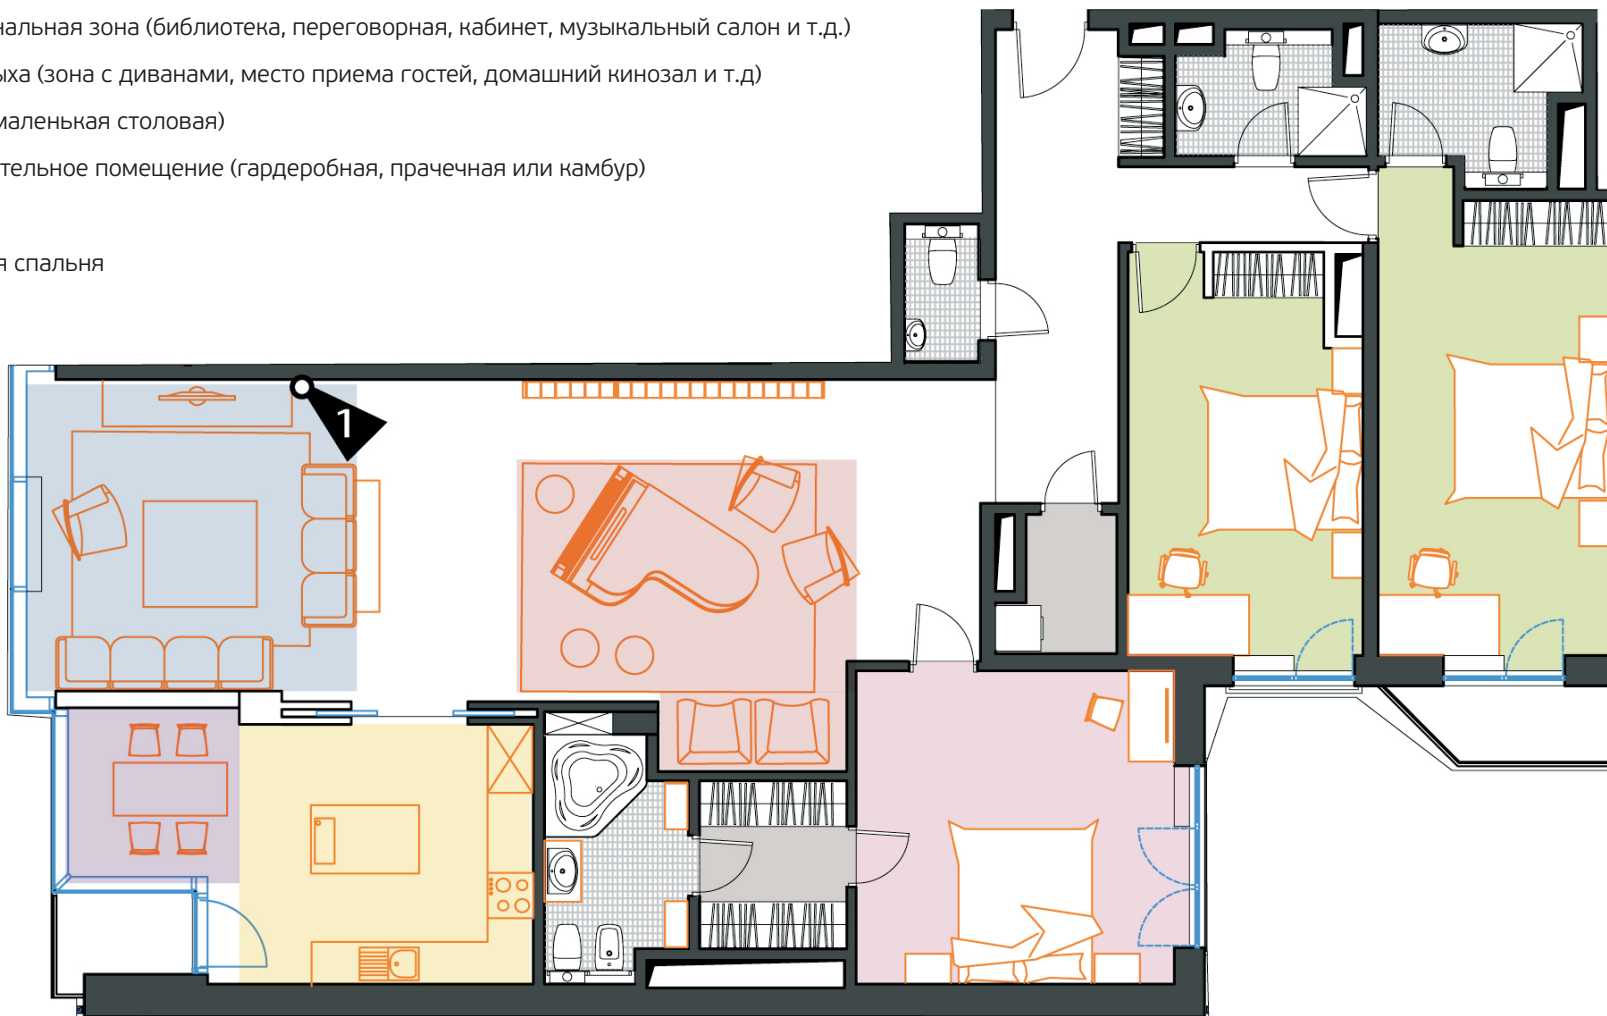 нальная зона (библиотека, переговорная, кабинет, музыкальный салон и т.д.)
ыха (зона с диванами, место приема гостей, домашний кинозал и т.д)
маленькая столовая)
тельное помещение (гардеробная, прачечная или камбур)
я спальня
1